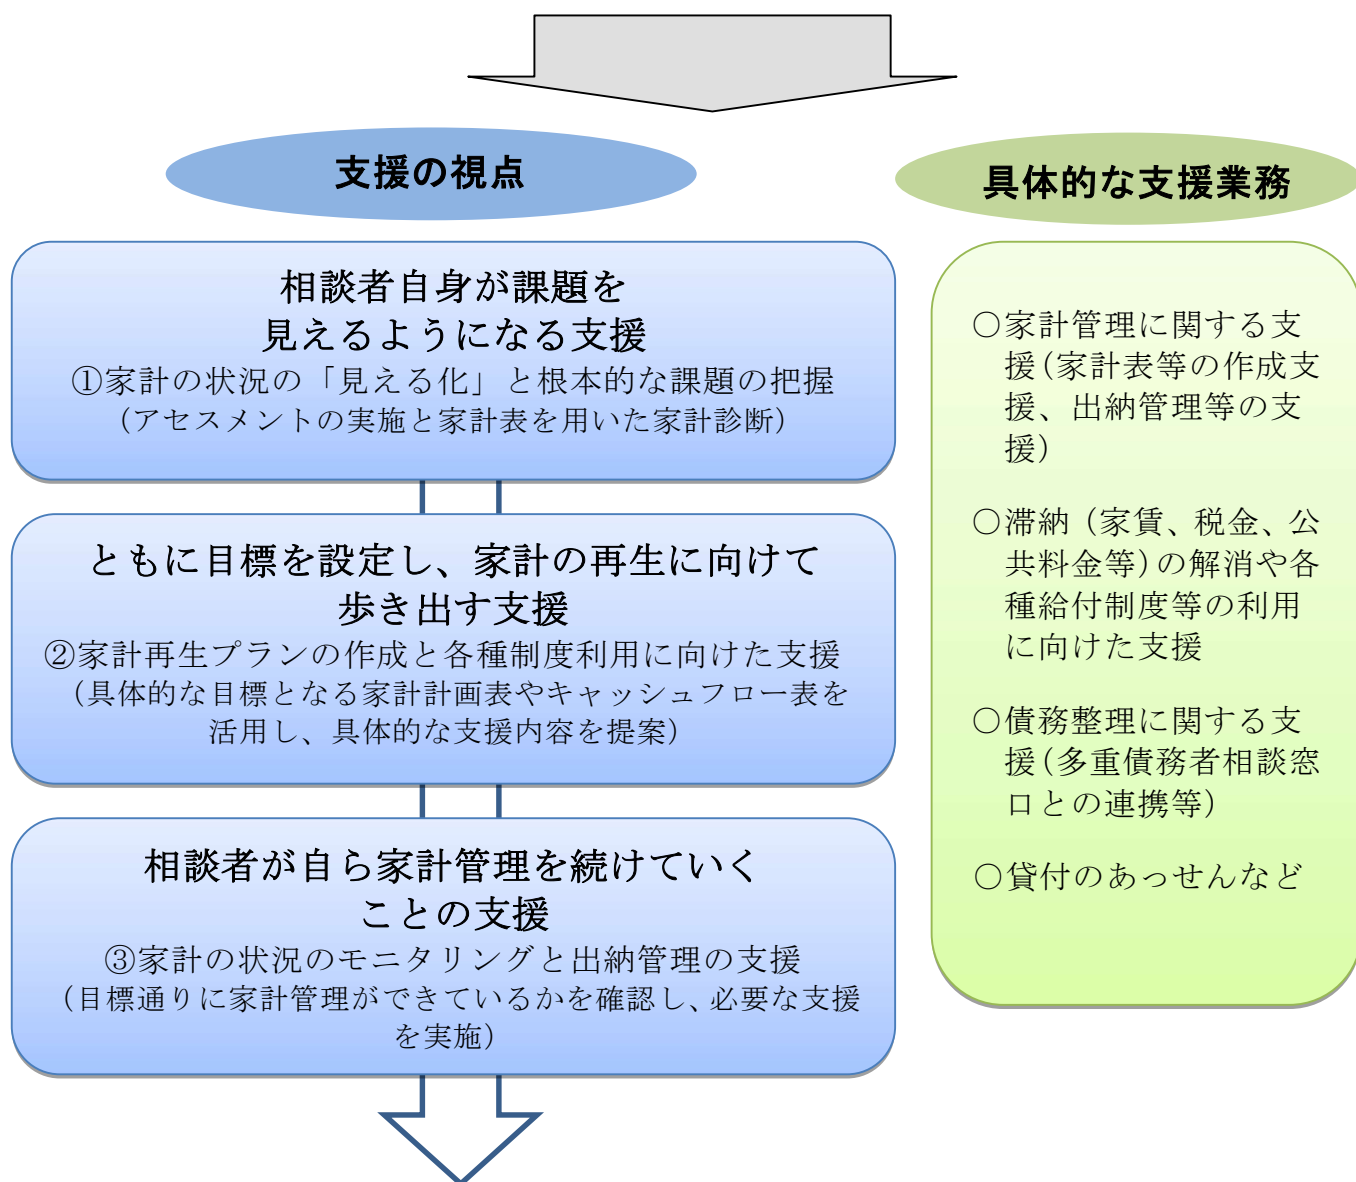 支援の視点
相談者自身が課題を
見えるようになる支援
①家計の状況の「見える化」と根本的な課題の把握
（アセスメントの実施と家計表を用いた家計診断）
ともに目標を設定し、家計の再生に向けて
歩き出す支援
②家計再生プランの作成と各種制度利用に向けた支援
（具体的な目標となる家計計画表やキャッシュフロー表を
活用し、具体的な支援内容を提案）
相談者が自ら家計管理を続けていく
ことの支援
③家計の状況のモニタリングと出納管理の支援
（目標通りに家計管理ができているかを確認し、必要な支援
を実施）
具体的な支援業務
○家計管理に関する支
援（家計表等の作成支
援、出納管理等の支
援）
○滞納（家賃、税金、公
共料金等）の解消や各
種給付制度等の利用
に向けた支援
○債務整理に関する支
援（多重債務者相談窓
口との連携等）
○貸付のあっせんなど